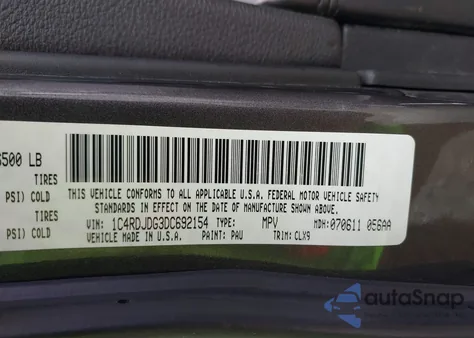 6500 LB
TIRES
PSI) COLD
TIRES
PSI) COLD
THIS VEHICLE CONFORMS TO ALL APPLICABLE U.S.A. FEDERAL MOTOR VEHICLE SAFETY
STANDARDS IN EFFECT ON THE DATE OF MANUFACTURE SHOWN ABOVE.
VIN: 1C4RDJDG3DC692154 TYPE: MPV MDH: 070611 056AA
VEHICLE MADE IN U.S.A. PAINT: PAU TRIM: CLX9
autoSnap